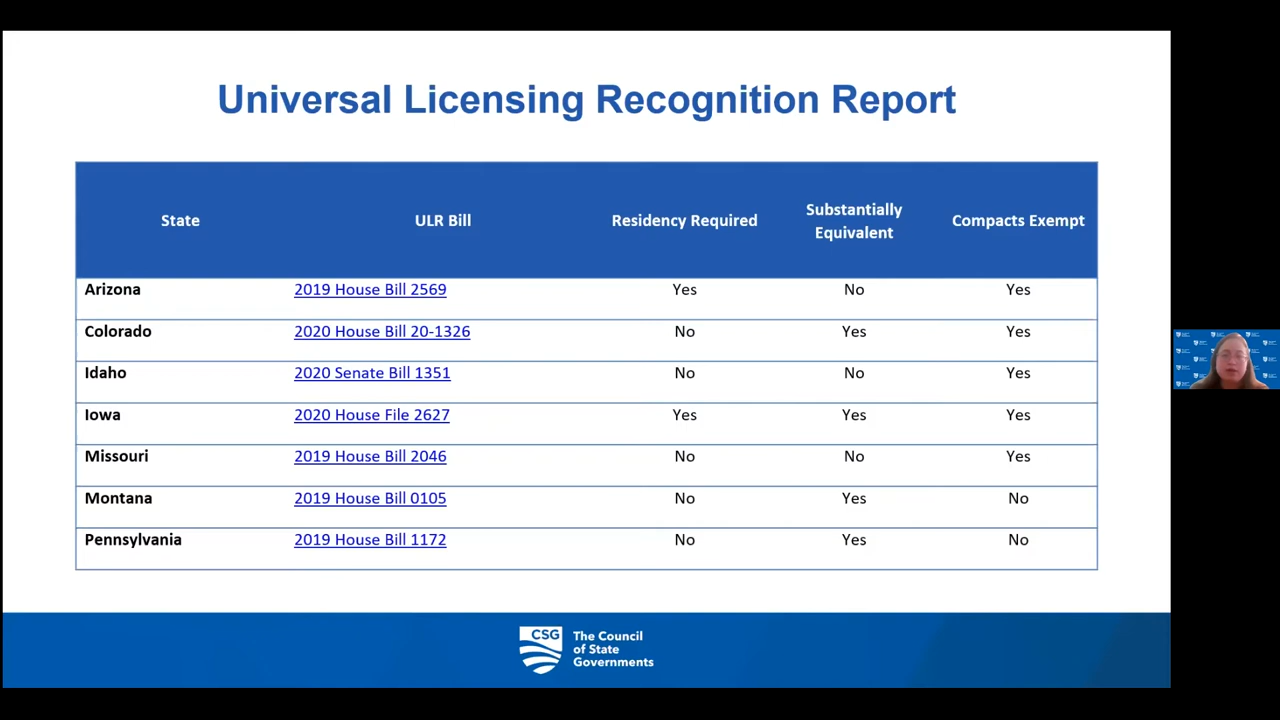 Universal Licensing Recognition Report
State ULR Bill Residency Required Substantially Equivalent Compacts Exempt
Arizona 2019 House Bill 2569 Yes No Yes
Colorado 2020 House Bill 20-1326 No Yes Yes
Idaho 2020 Senate Bill 1351 No No Yes
Iowa 2020 House File 2627 Yes Yes Yes
Missouri 2019 House Bill 2046 No No Yes
Montana 2019 House Bill 0105 No Yes No
Pennsylvania 2019 House Bill 1172 No Yes No
CSG
The Council
of State
Governments